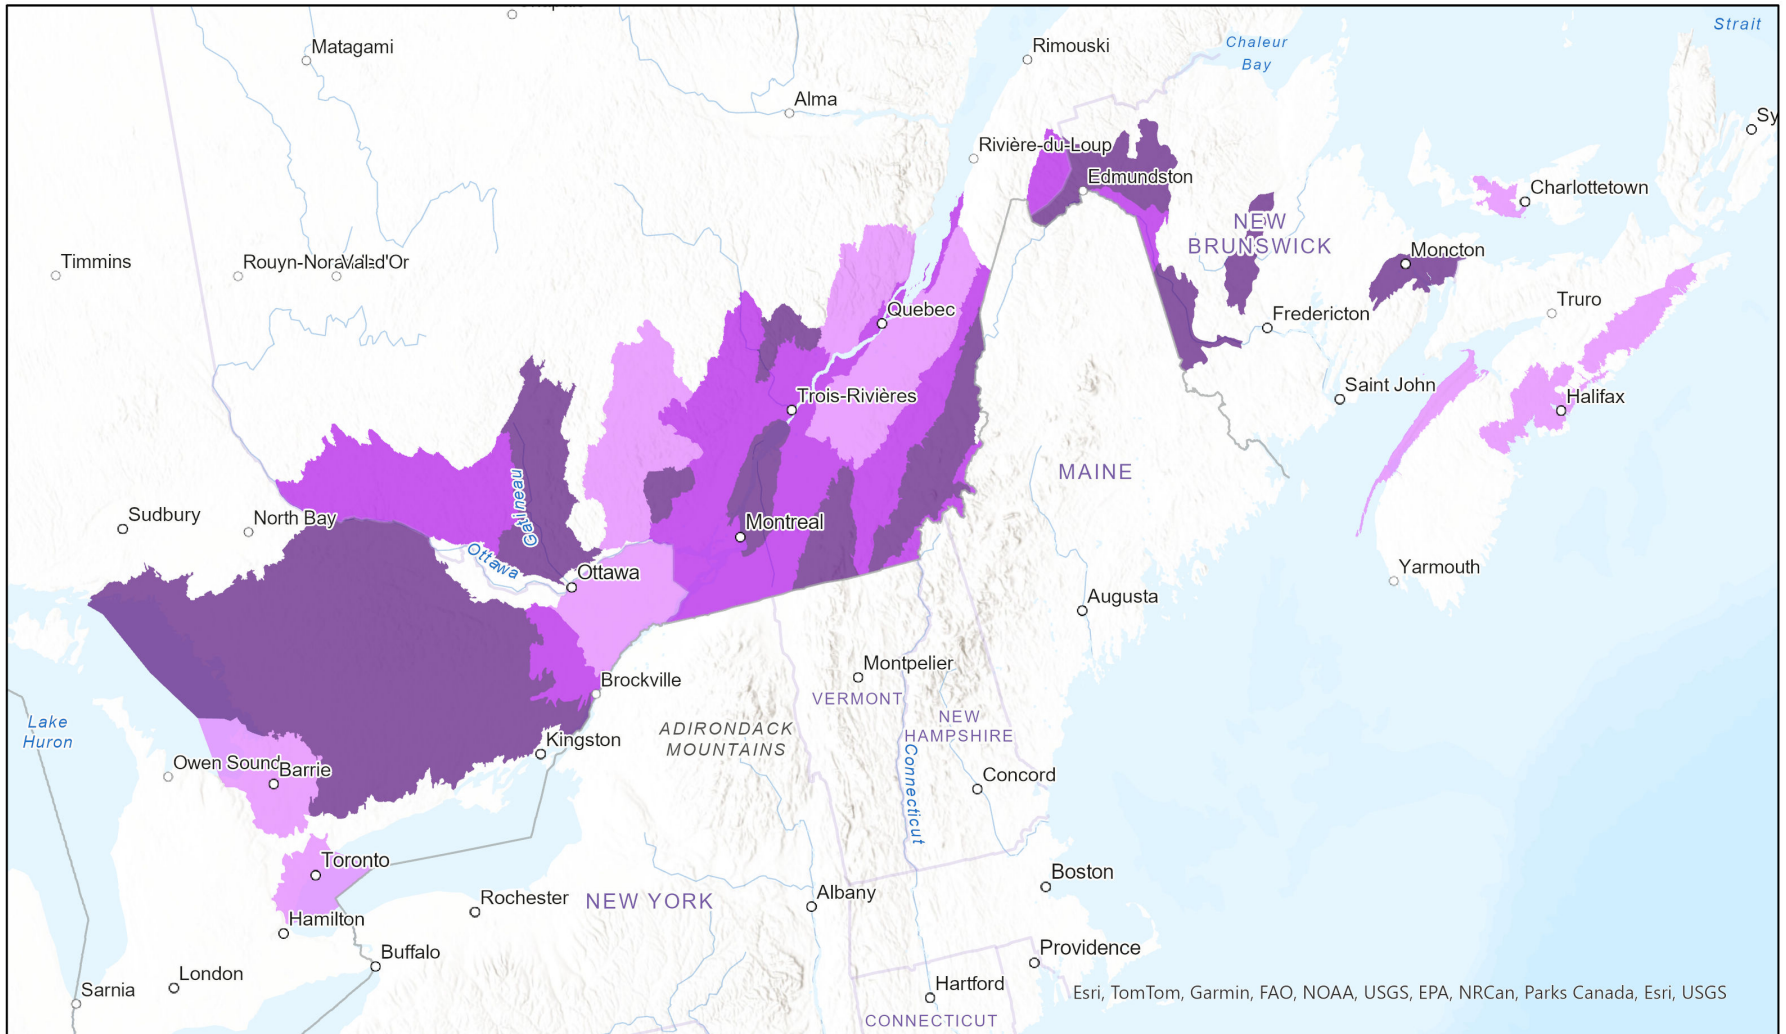 Strait
Matagami
Rimouski
Chaleur
Bay
Alma
Sy
Rivière-du-Loup
Edmundston
Charlottetown
NEW
BRUNSWICK
Moncton
Timmins
Rouyn-Noranda
Val-d'Or
Quebec
Fredericton
Truro
Trois-Rivières
Saint John
Halifax
MAINE
Gatineau
Sudbury
North Bay
Montreal
Ottawa
Ottawa
Yarmouth
Augusta
Montpelier
VERMONT
Brockville
Lake
Huron
ADIRONDACK
MOUNTAINS
NEW
HAMPSHIRE
Kingston
Owen Sound
Barrie
Connecticut
Concord
Toronto
Boston
Rochester
NEW YORK
Albany
Hamilton
Buffalo
Providence
London
Sarnia
Hartford
Esri, TomTom, Garmin, FAO, NOAA, USGS, EPA, NRCan, Parks Canada, Esri, USGS
CONNECTICUT